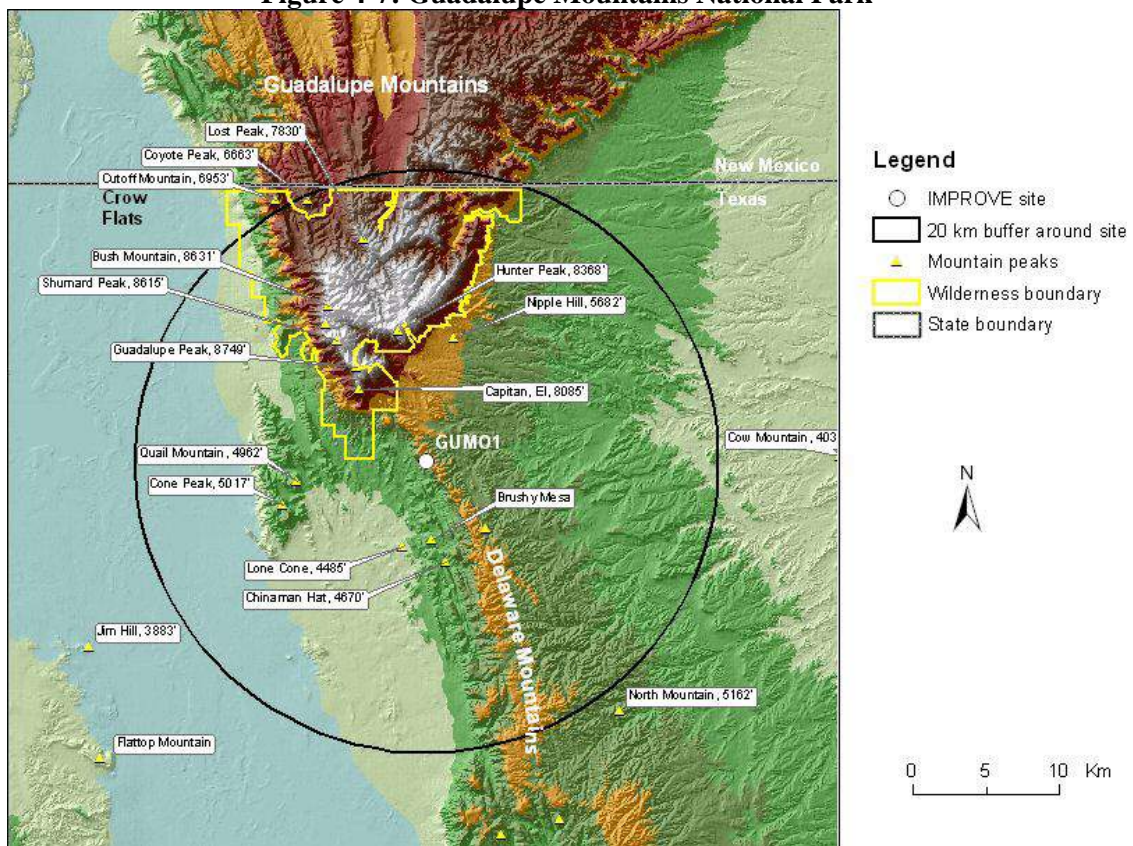 Figure 4-7: Guadalupe Mountains National Park
Guadalupe Mountains
Lost Peak, 7830'
Coyote Peak, 6663'
Cutoff Mountain, 6953'
New Mexico
Texas
Crow
Flats
Bush Mountain, 8631'
Hunter Peak, 8368'
Shumard Peak, 8615'
Nipple Hill, 5682'
Guadalupe Peak, 8749'
Capitan, El, 8085'
GUMO1
Cow Mountain, 403
Quail Mountain, 4962'
Cone Peak, 5017'
Brushy Mesa
Lone Cone, 4485'
Chinaman Hat, 4670'
Delaware Mountains
Jim Hill, 3883'
North Mountain, 5162'
Flattop Mountain
Legend
IMPROVE site
20 km buffer around site
Mountain peaks
Wilderness boundary
State boundary
N
0 5 10 Km